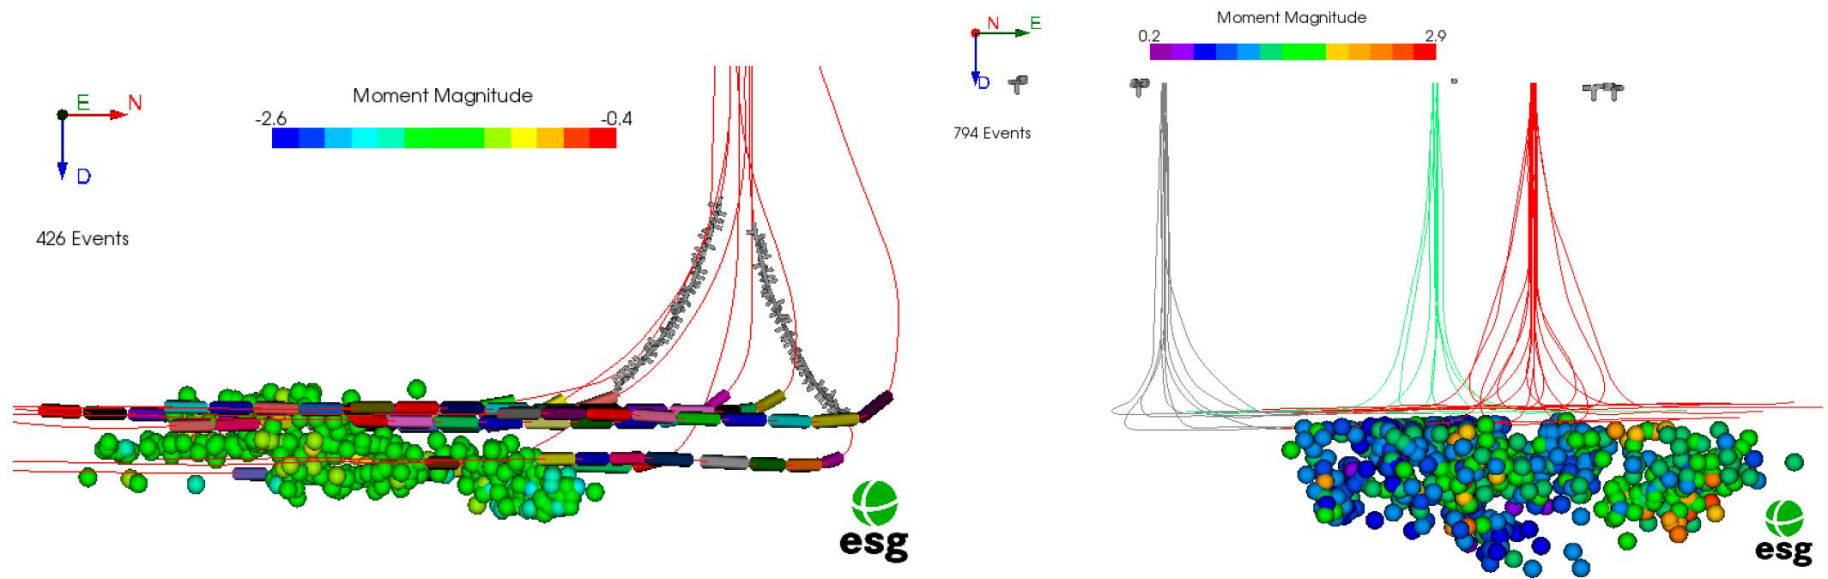 Moment Magnitude
-2.6 -0.4
E N
D
426 Events
esg
Moment Magnitude
0.2 2.9
N E
D
794 Events
esg